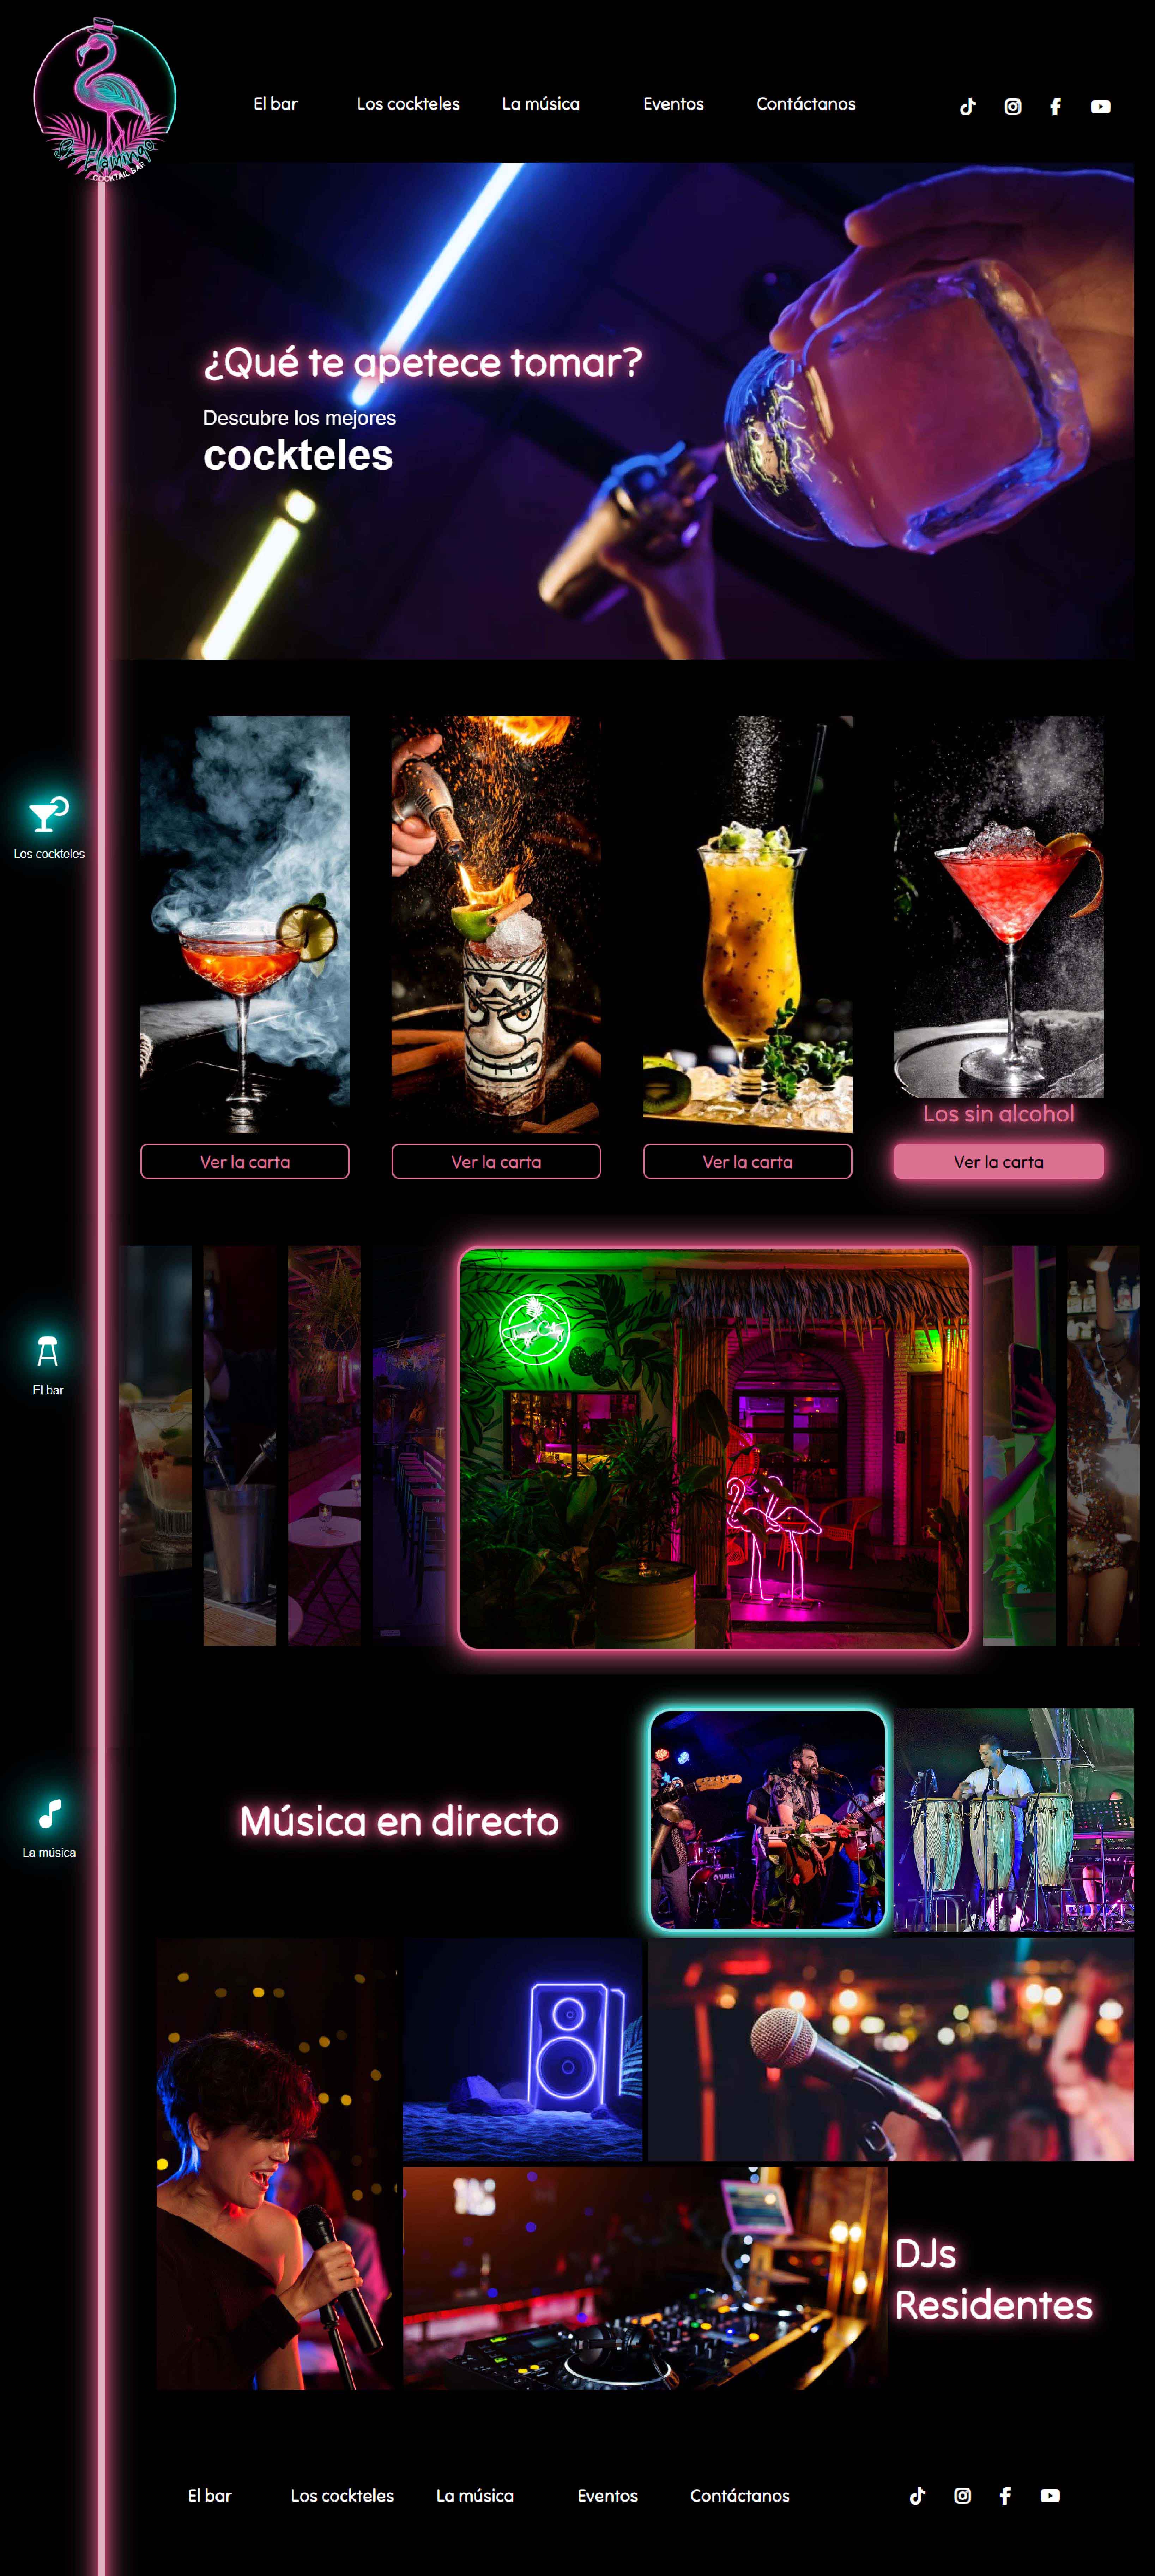 Sr. Flamingo
COCKTAIL BAR
El bar
Los cockteles
La música
Eventos
Contáctanos
¿Qué te apetece tomar?
Descubre los mejores
cockteles
Los cockteles
Los sin alcohol
Ver la carta
Ver la carta
Ver la carta
Ver la carta
El bar
Música en directo
La música
DJs
Residentes
El bar
Los cockteles
La música
Eventos
Contáctanos